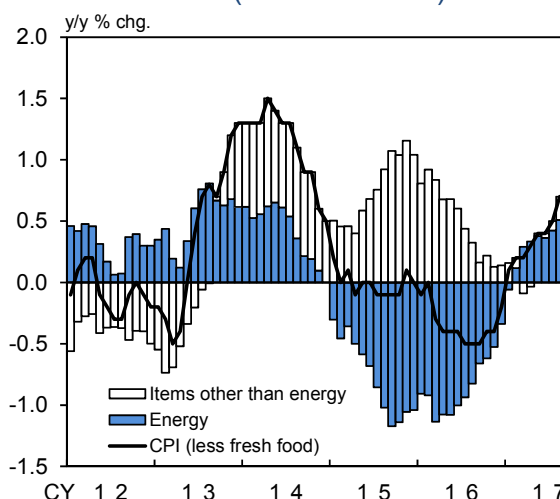 y/y % chg.
2.0
1.5
1.0
0.5
0.0
-0.5
-1.0
-1.5
Items other than energy
Energy
CPI (less fresh food)
CY 12 13 14 15 16 17